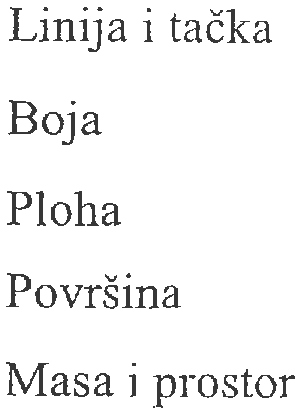 Linija i tačka
Boja
Ploha
Površina
Masa i prostor